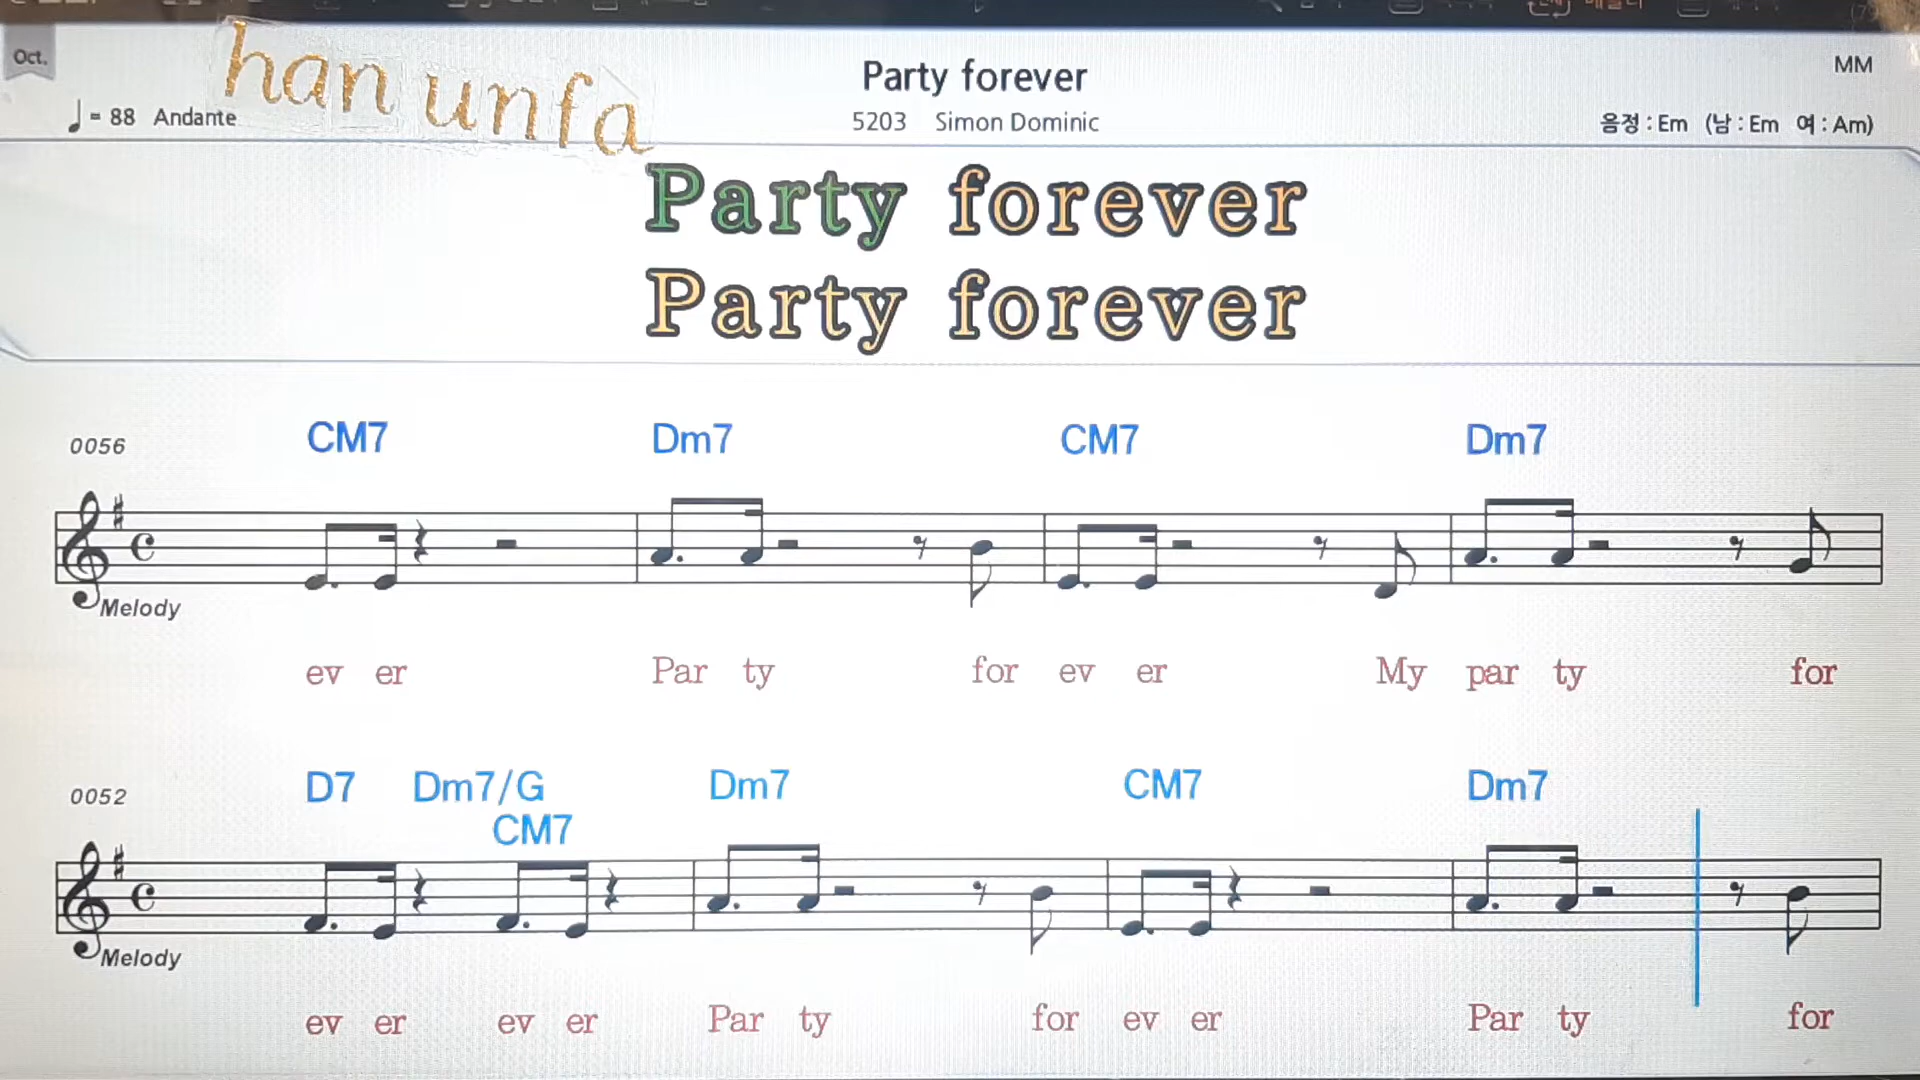 Oct.
han unfa
Party forever
MM
♩ = 88 Andante
5203 Simon Dominic
음정 : Em (남 : Em 여 : Am)
Party forever
Party forever
0056
CM7 Dm7 CM7 Dm7
Melody
ev er Par ty for ev er My par ty for
0052
D7 Dm7/G Dm7 CM7 Dm7
CM7
Melody
ev er ev er Par ty for ev er Par ty for